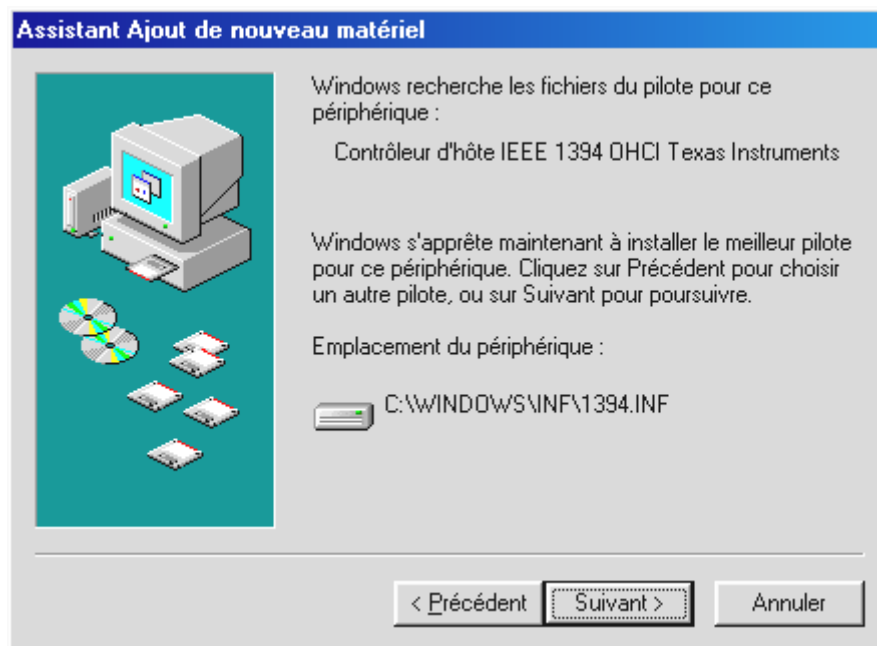 Assistant Ajout de nouveau matériel
Windows recherche les fichiers du pilote pour ce
périphérique :
Contrôleur d'hôte IEEE 1394 OHCI Texas Instruments
Windows s'apprête maintenant à installer le meilleur pilote
pour ce périphérique. Cliquez sur Précédent pour choisir
un autre pilote, ou sur Suivant pour poursuivre.
Emplacement du périphérique :
C:\WINDOWS\INF\1394.INF
< Précédent Suivant > Annuler